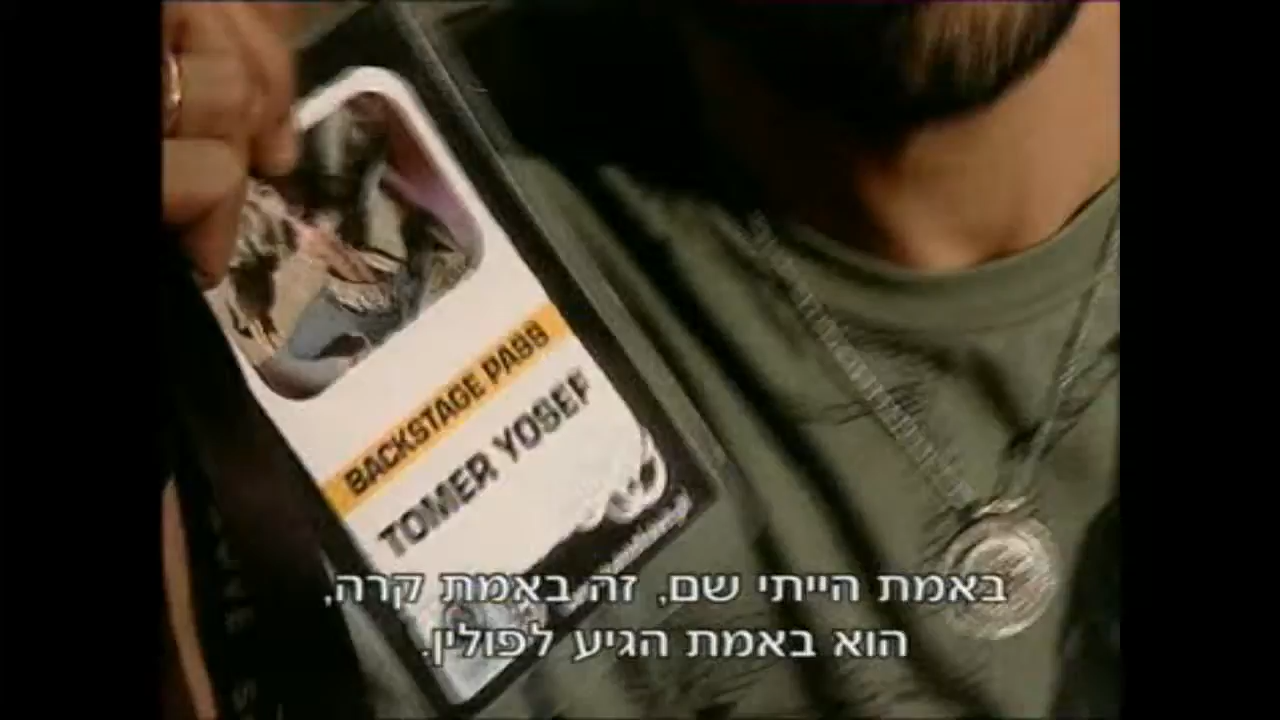 BACKSTAGE PASS
TOMER YOSEF
באמת הייתי שם, זה באמת קרה,
הוא באמת הגיע לפולין.